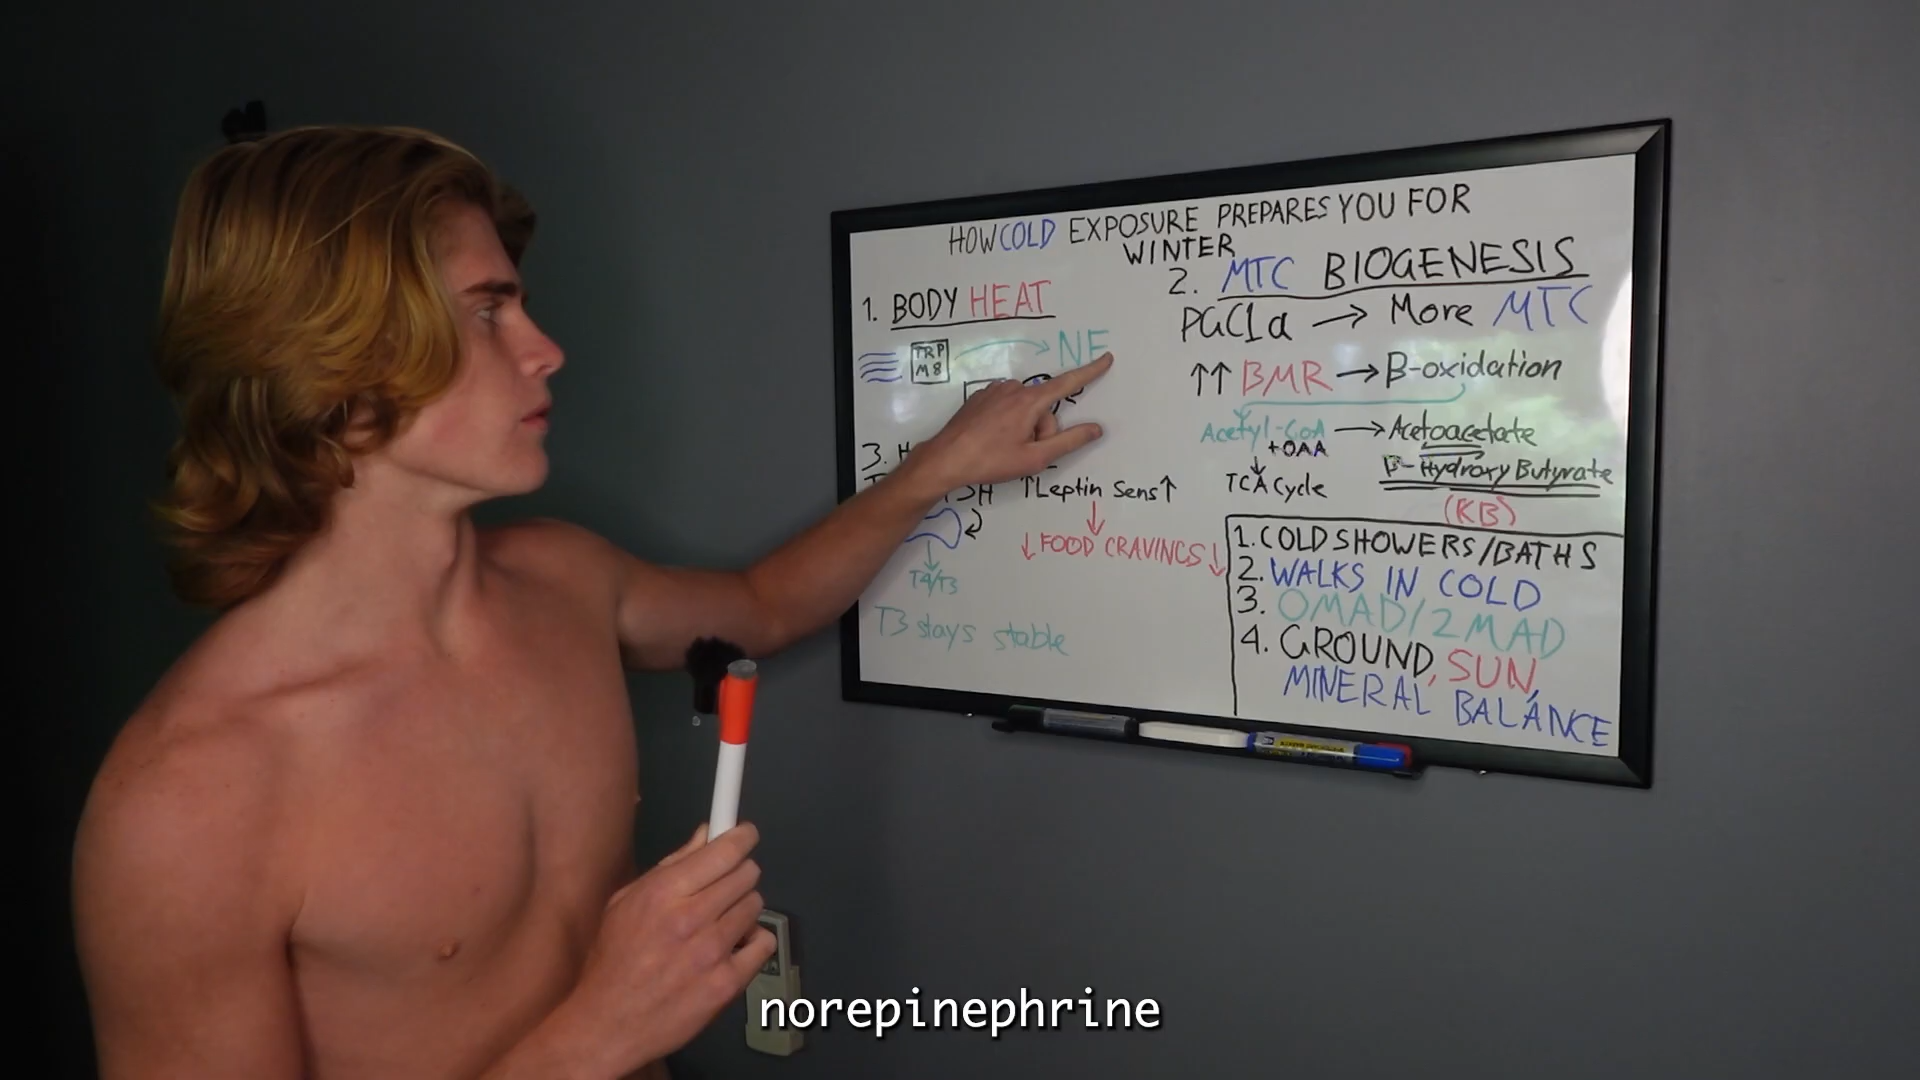 HOW COLD EXPOSURE PREPARES YOU FOR
WINTER
1. BODY HEAT
TRP
M8
NE
3.
TSH
T4/T3
T3 stays stable
↑Leptin Sens↑
↓FOOD CRAVINGS↓
2. MTC BIOGENESIS
PGC1a → More MTC
↑↑ BMR → B-oxidation
Acetyl-CoA → Acetoacetate
+OAA
B-Hydroxy Butyrate
TCA Cycle
(KB)
1. COLD SHOWERS/BATHS
2. WALKS IN COLD
3. OMAD/2MAD
4. GROUND, SUN,
MINERAL BALANCE
norepinephrine